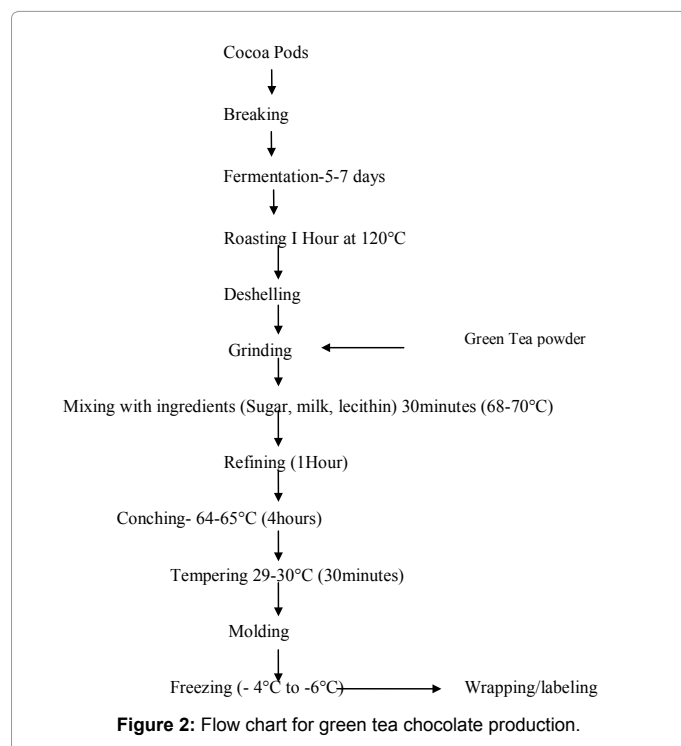 Cocoa Pods
Breaking
Fermentation-5-7 days
Roasting I Hour at 120°C
Deshelling
Grinding
Green Tea powder
Mixing with ingredients (Sugar, milk, lecithin) 30minutes (68-70°C)
Refining (1Hour)
Conching- 64-65°C (4hours)
Tempering 29-30°C (30minutes)
Molding
Freezing (- 4°C to -6°C)
Wrapping/labeling
Figure 2: Flow chart for green tea chocolate production.